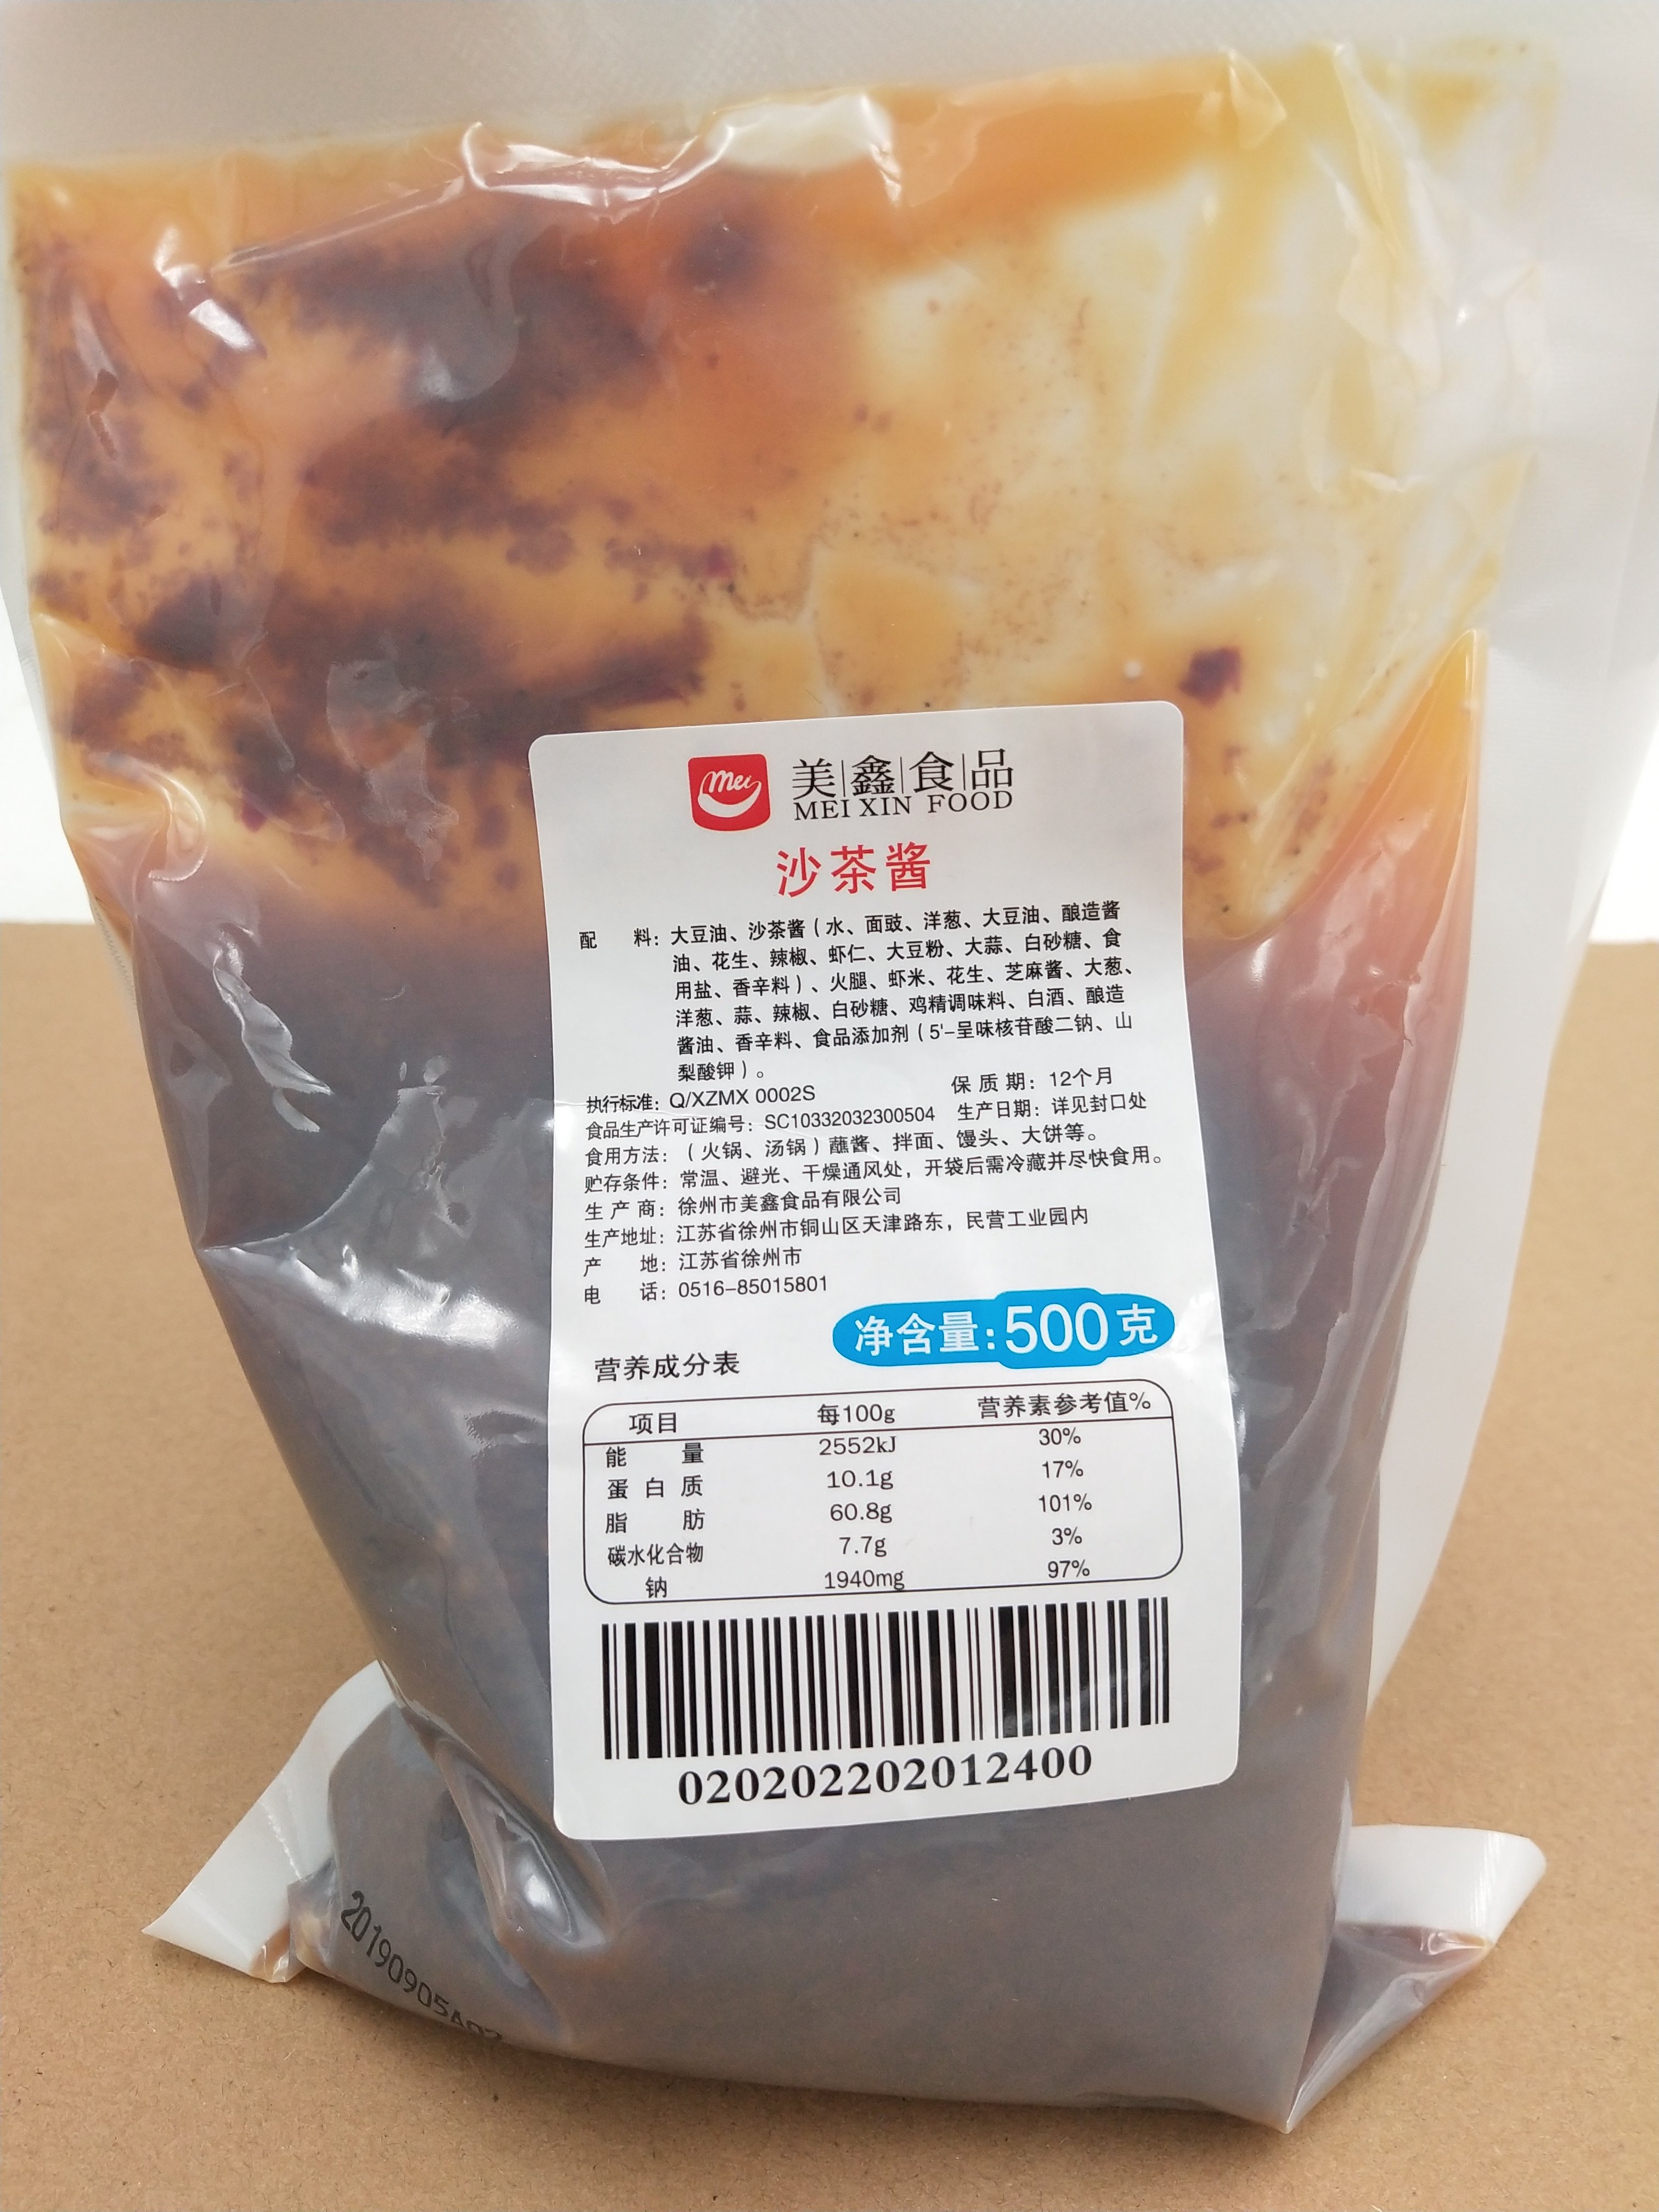 mei
美|鑫|食|品
MEI XIN FOOD
沙茶酱
配 料：大豆油、沙茶酱（水、面豉、洋葱、大豆油、酿造酱
油、花生、辣椒、虾仁、大豆粉、大蒜、白砂糖、食
用盐、香辛料）、火腿、虾米、花生、芝麻酱、大葱、
洋葱、蒜、辣椒、白砂糖、鸡精调味料、白酒、酿造
酱油、香辛料、食品添加剂（5'-呈味核苷酸二钠、山
梨酸钾）。
执行标准：Q/XZMX 0002S 保 质 期：12个月
食品生产许可证编号：SC10332032300504 生产日期：详见封口处
食用方法：（火锅、汤锅）蘸酱、拌面、馒头、大饼等。
贮存条件：常温、避光、干燥通风处，开袋后需冷藏并尽快食用。
生 产 商：徐州市美鑫食品有限公司
生产地址：江苏省徐州市铜山区天津路东，民营工业园内
产 地：江苏省徐州市
电 话：0516-85015801
净含量:500克
营养成分表
项目 每100g 营养素参考值%
能 量 2552kJ 30%
蛋 白 质 10.1g 17%
脂 肪 60.8g 101%
碳水化合物 7.7g 3%
钠 1940mg 97%
020202202012400
20190905A02